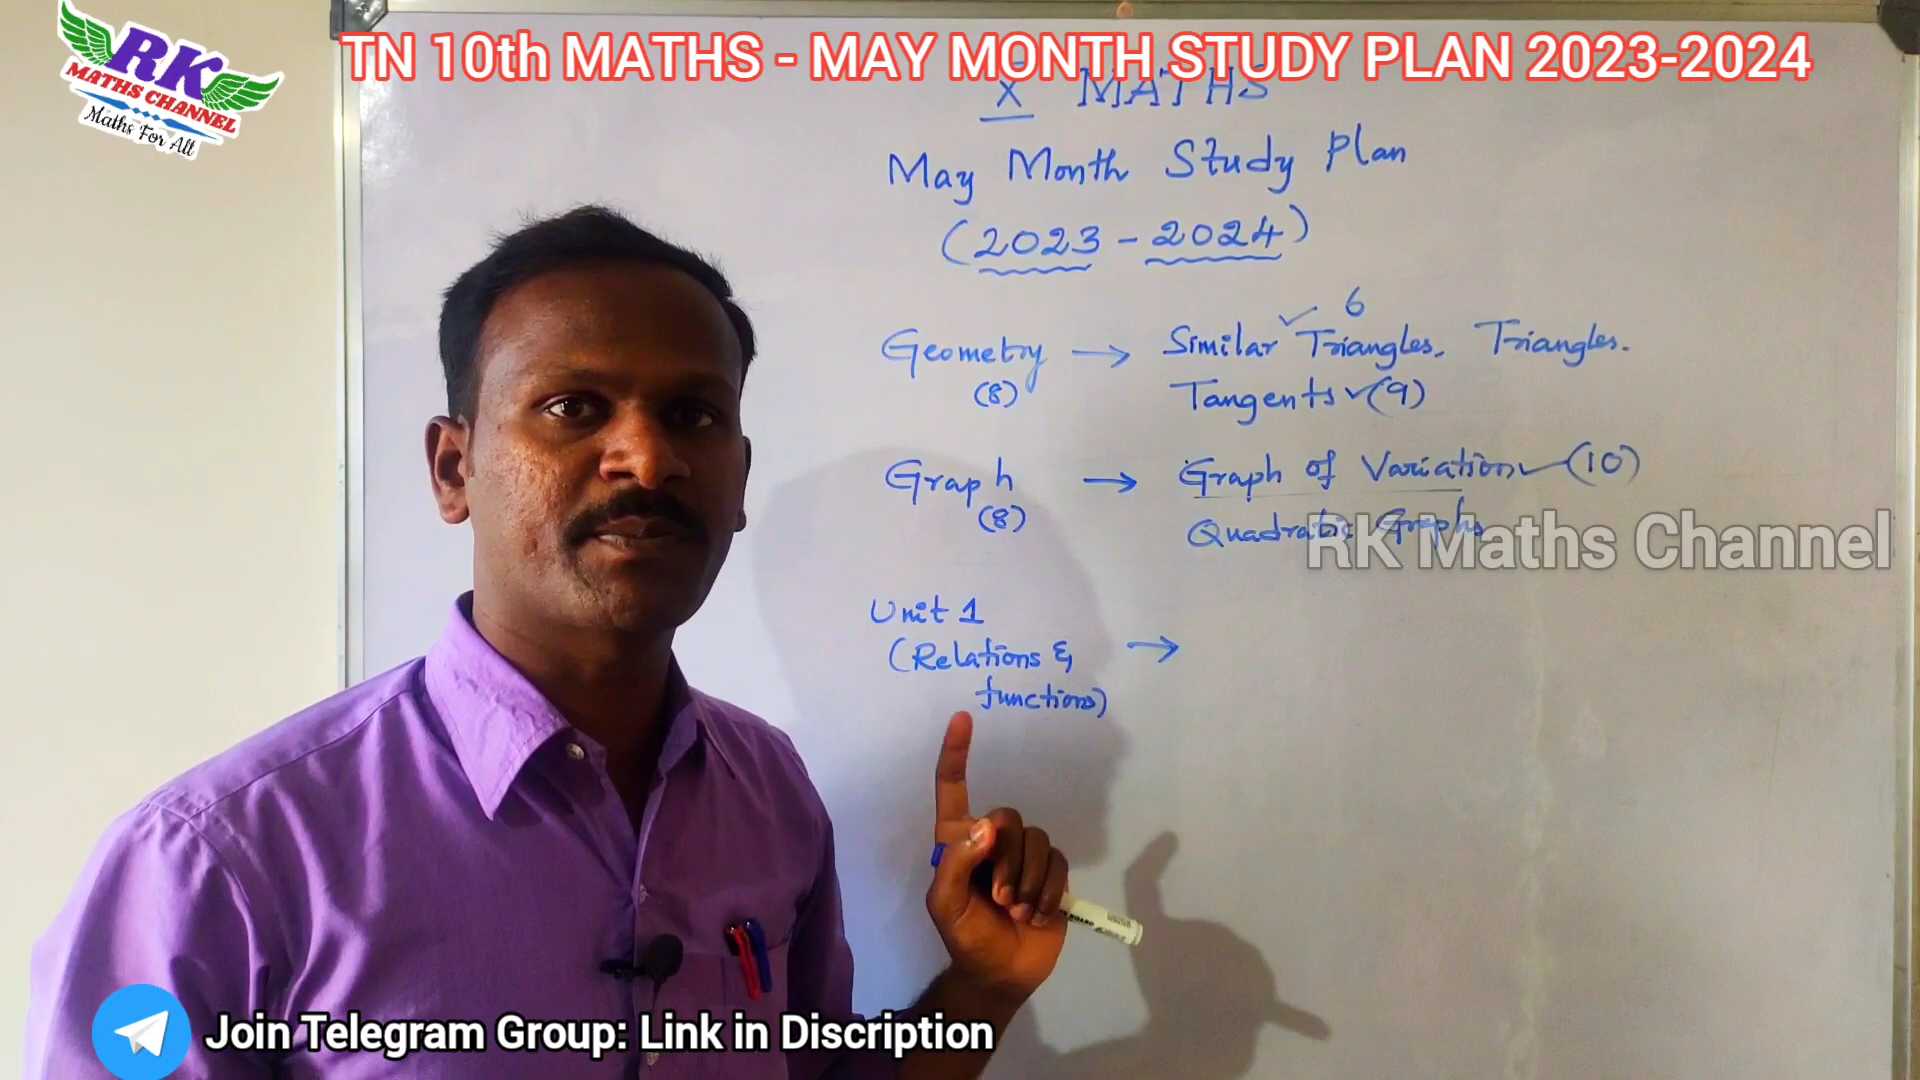 RK
MATHS CHANNEL
Maths For All
TN 10th MATHS - MAY MONTH STUDY PLAN 2023-2024
X MATHS
May Month Study Plan
(2023 - 2024)
6
Geometry → Similar ✓ Triangles, Triangles.
(8) Tangents ✓ (9)
Graph → Graph of Variation ✓ (10)
(8) Quadratic Graphs
RK Maths Channel
Unit 1
(Relations & →
functions)
Join Telegram Group: Link in Discription